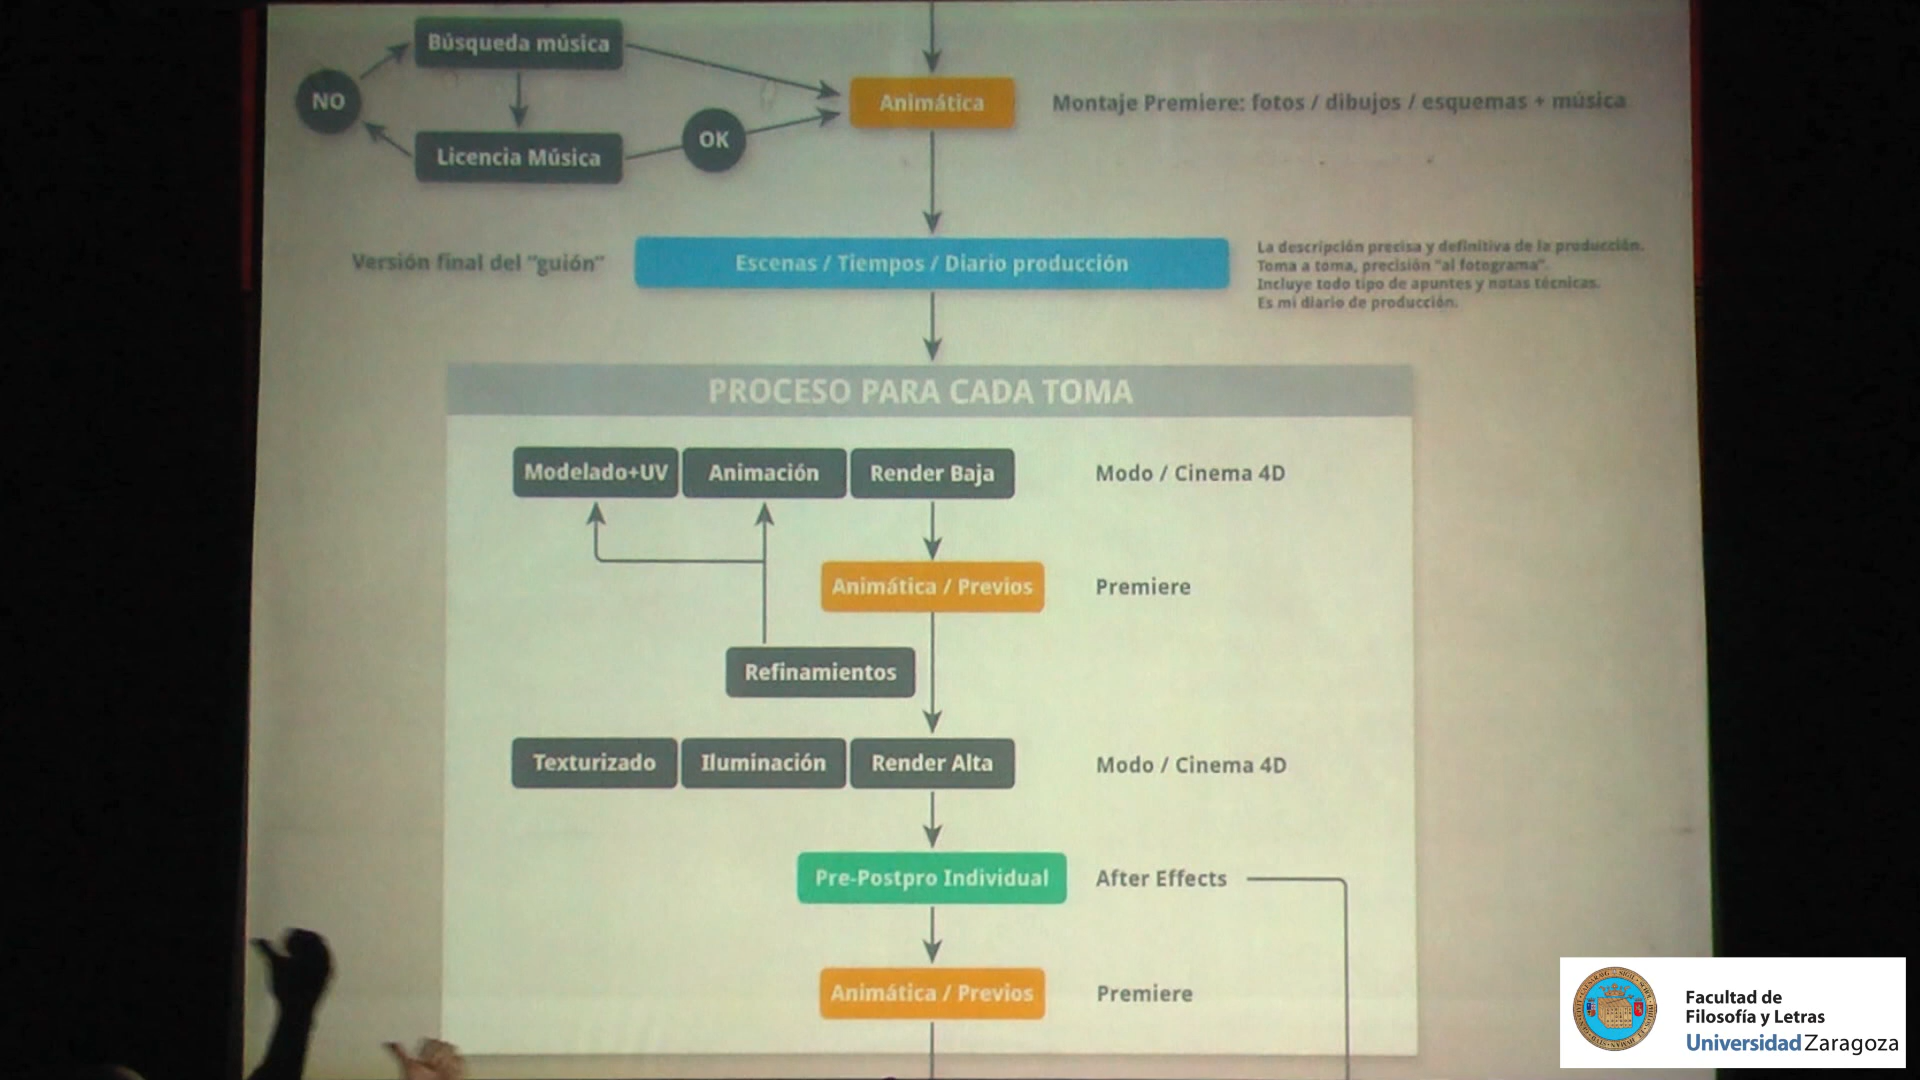 Búsqueda música
NO
Animática
Montaje Premiere: fotos / dibujos / esquemas + música
OK
Licencia Música
Versión final del "guión"
Escenas / Tiempos / Diario producción
La descripción precisa y definitiva de la producción.
Toma a toma, precisión "al fotograma".
Incluye todo tipo de apuntes y notas técnicas.
Es mi diario de producción.
PROCESO PARA CADA TOMA
Modelado+UV
Animación
Render Baja
Modo / Cinema 4D
Animática / Previos
Premiere
Refinamientos
Texturizado
Iluminación
Render Alta
Modo / Cinema 4D
Pre-Postpro Individual
After Effects
Animática / Previos
Premiere
Facultad de
Filosofía y Letras
Universidad Zaragoza